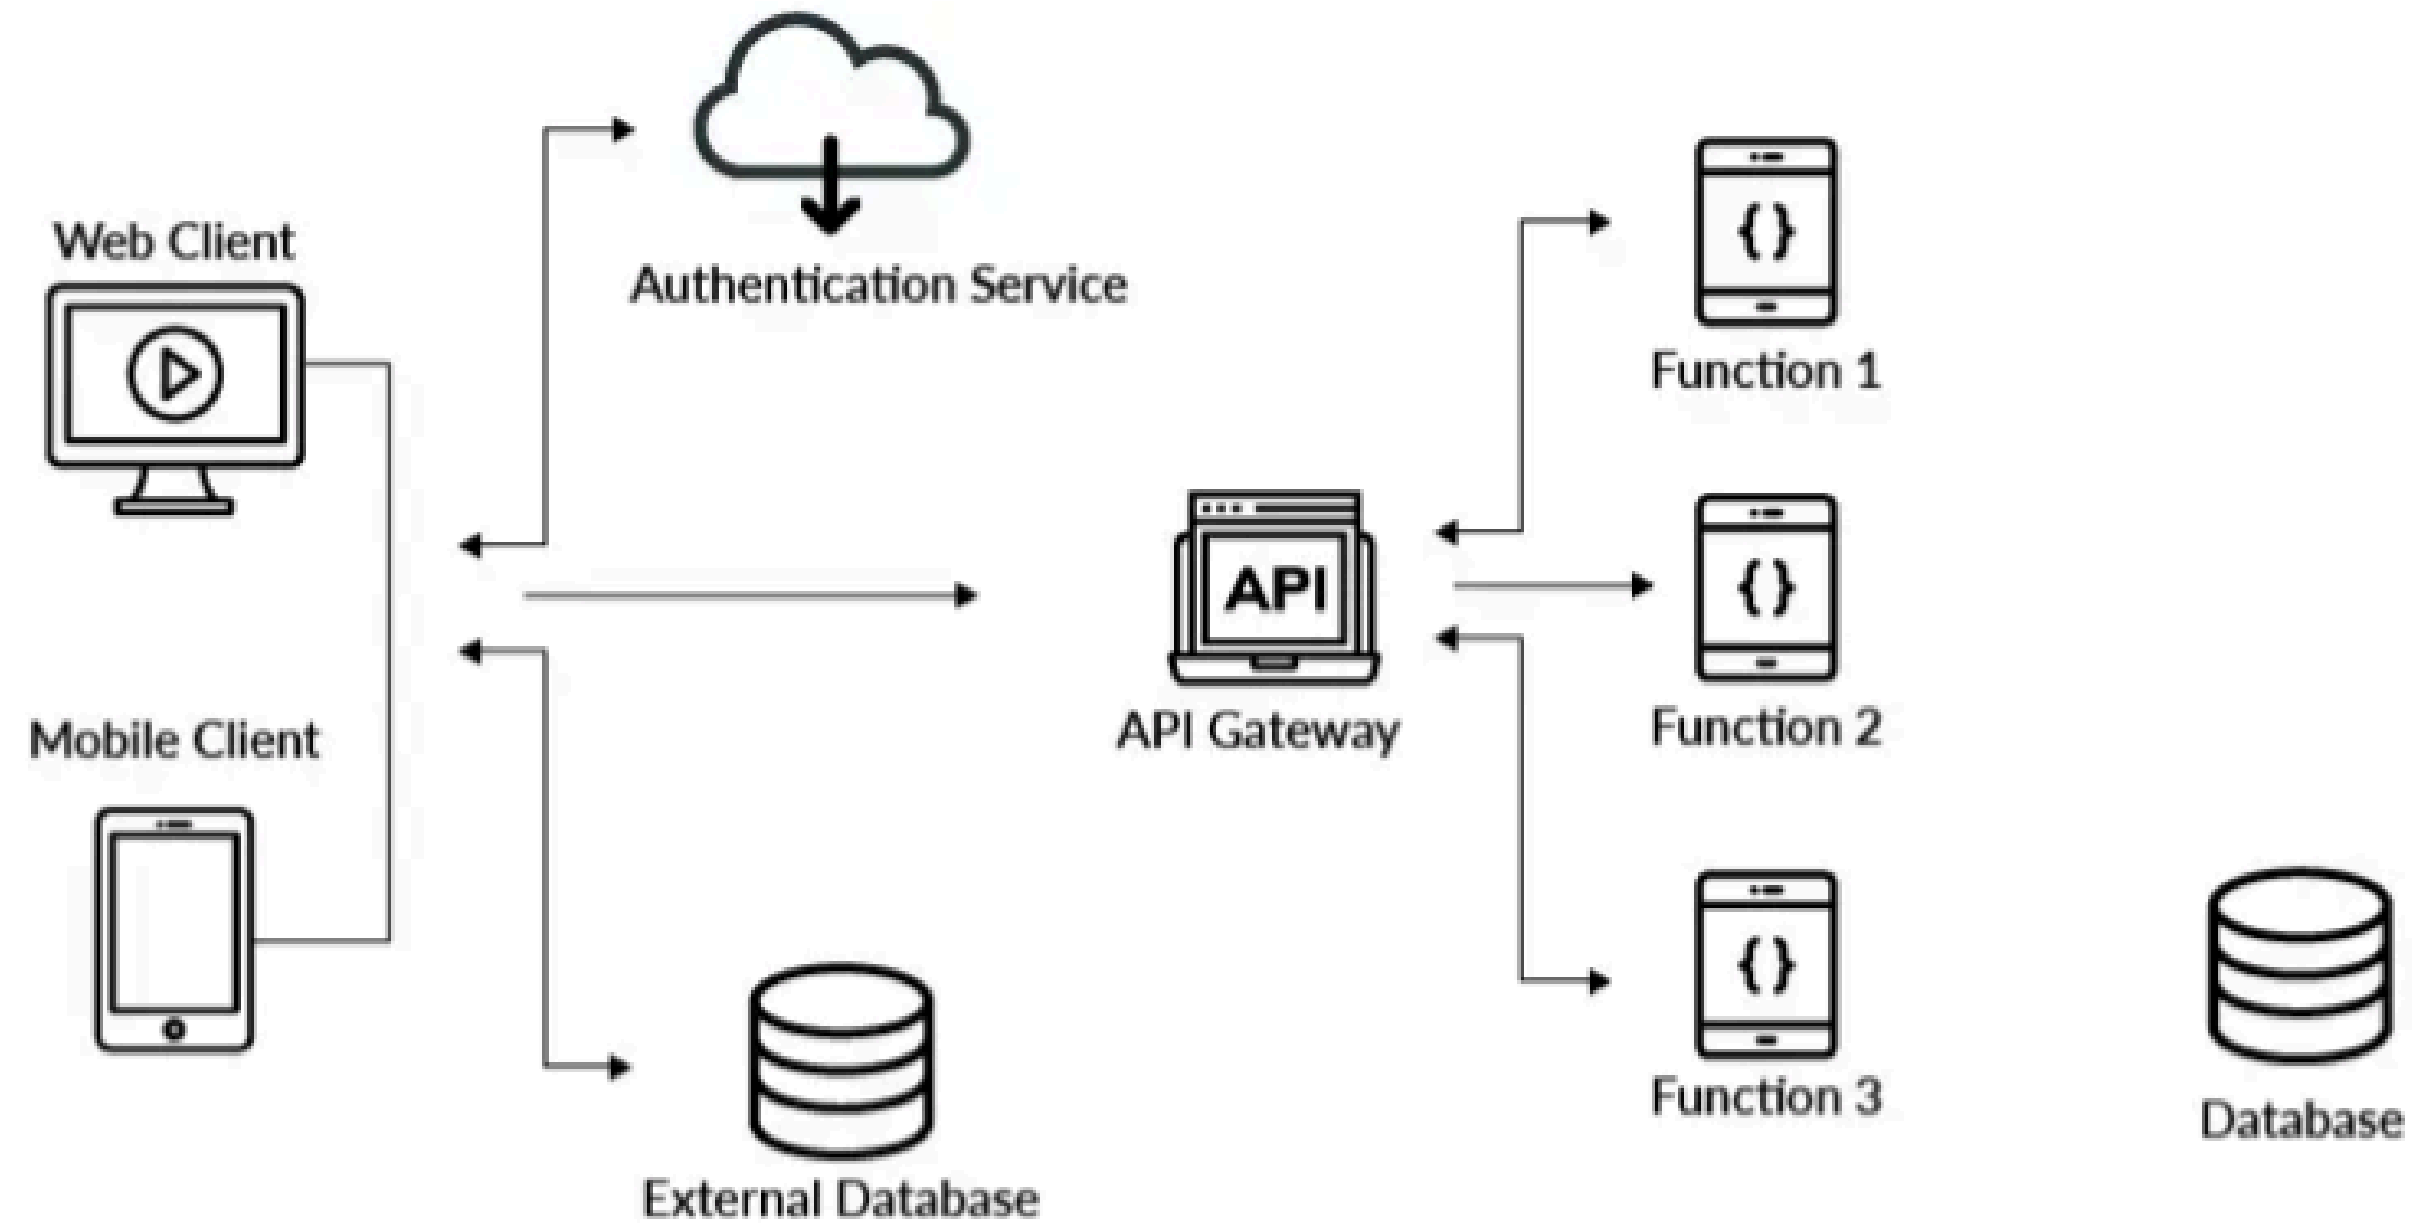 Web Client
Authentication Service
Mobile Client
API
API Gateway
External Database
{ }
Function 1
{ }
Function 2
{ }
Function 3
Database